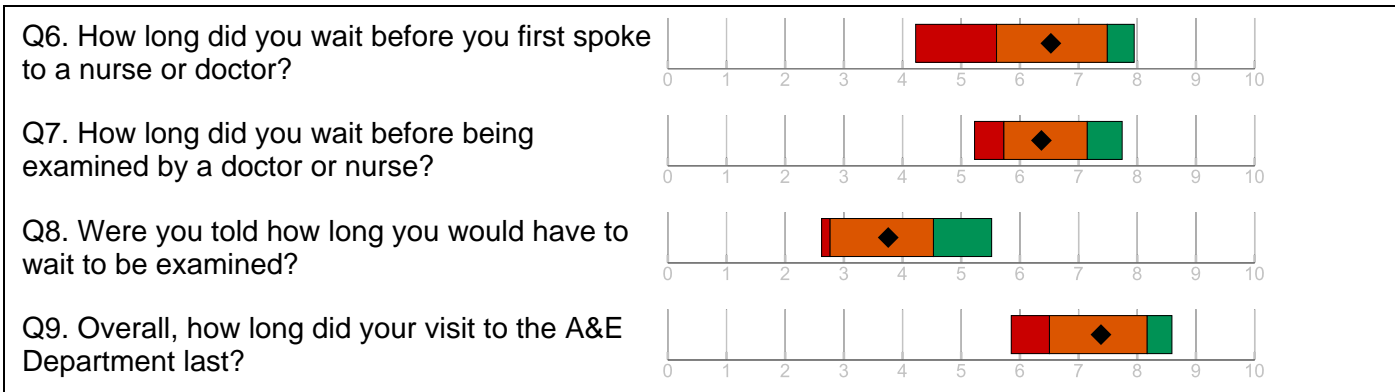 Q6. How long did you wait before you first spoke
to a nurse or doctor?
0 1 2 3 4 5 6 7 8 9 10
Q7. How long did you wait before being
examined by a doctor or nurse?
0 1 2 3 4 5 6 7 8 9 10
Q8. Were you told how long you would have to
wait to be examined?
0 1 2 3 4 5 6 7 8 9 10
Q9. Overall, how long did your visit to the A&E
Department last?
0 1 2 3 4 5 6 7 8 9 10